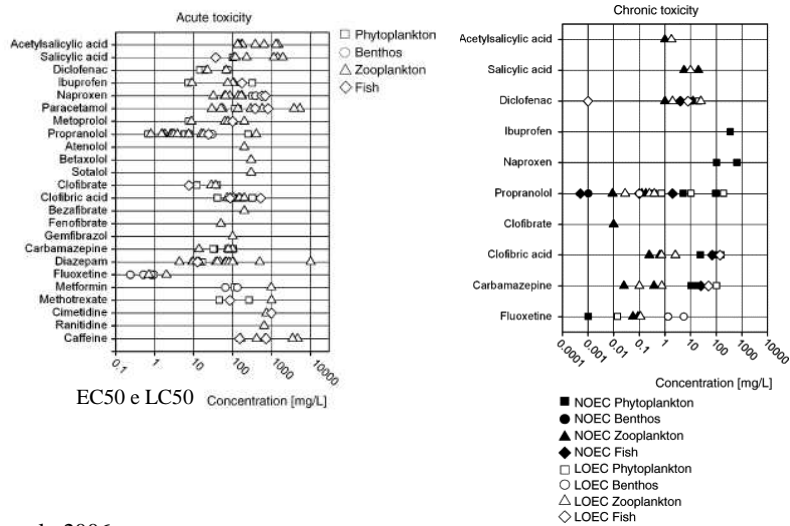 Acute toxicity
Phytoplankton
Benthos
Zooplankton
Fish
Acetylsalicylic acid
Salicylic acid
Diclofenac
Ibuprofen
Naproxen
Paracetamol
Metoprolol
Propranolol
Atenolol
Betaxolol
Sotalol
Clofibrate
Clofibric acid
Bezafibrate
Fenofibrate
Gemfibrazol
Carbamazepine
Diazepam
Fluoxetine
Metformin
Methotrexate
Cimetidine
Ranitidine
Caffeine
0.1
1
10
100
1000
10000
EC50 e LC50
Concentration [mg/L]
Chronic toxicity
Acetylsalicylic acid
Salicylic acid
Diclofenac
Ibuprofen
Naproxen
Propranolol
Clofibrate
Clofibric acid
Carbamazepine
Fluoxetine
0.0001
0.001
0.01
0.1
1
10
100
1000
10000
Concentration [mg/L]
NOEC Phytoplankton
NOEC Benthos
NOEC Zooplankton
NOEC Fish
LOEC Phytoplankton
LOEC Benthos
LOEC Zooplankton
LOEC Fish